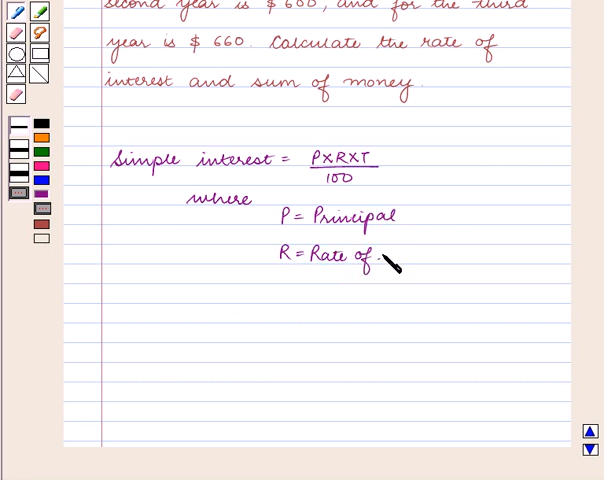 second year is $ 600, and for the third
year is $ 660. Calculate the rate of
interest and sum of money.
Simple interest = P×R×T
100
where
P = Principal
R = Rate of